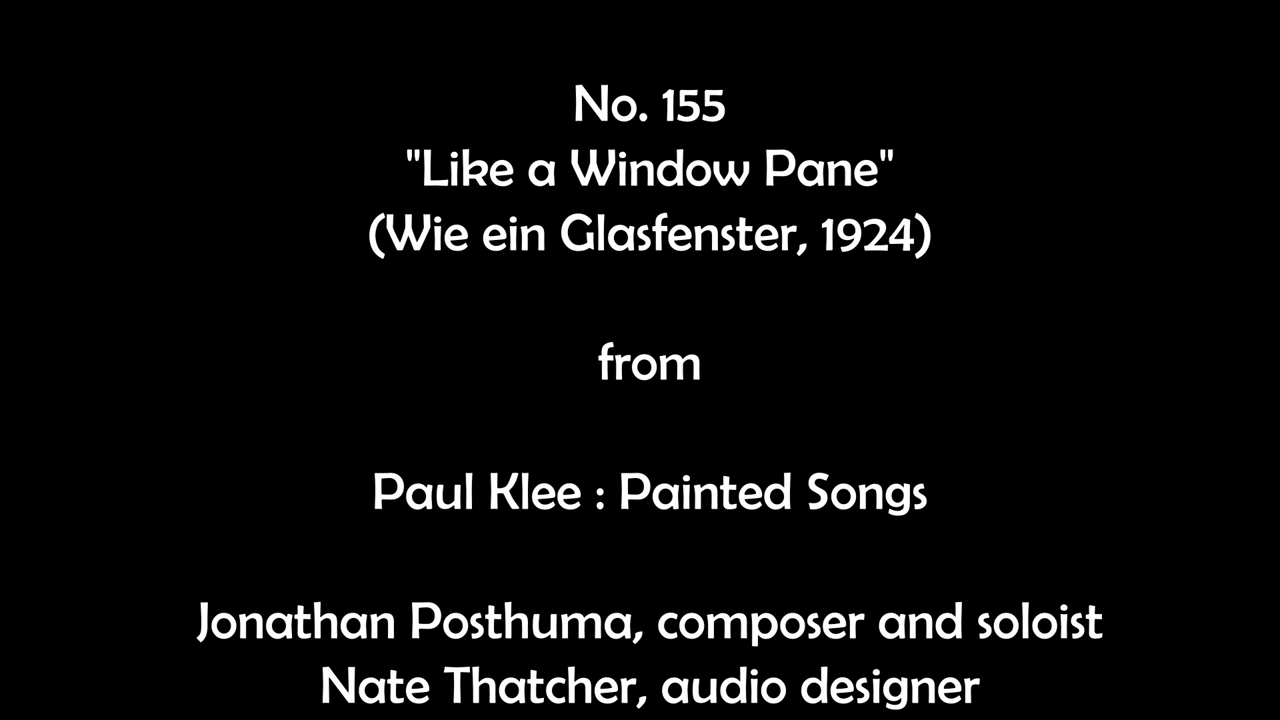 No. 155
"Like a Window Pane"
(Wie ein Glasfenster, 1924)
from
Paul Klee : Painted Songs
Jonathan Posthuma, composer and soloist
Nate Thatcher, audio designer